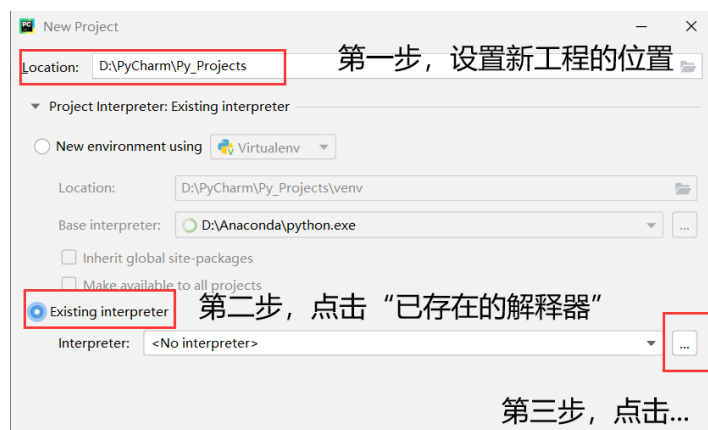 New Project
Location: D:\PyCharm\Py_Projects 第一步，设置新工程的位置
Project Interpreter: Existing interpreter
New environment using Virtualenv
Location: D:\PyCharm\Py_Projects\venv
Base interpreter: D:\Anaconda\python.exe ...
Inherit global site-packages
Make available to all projects
Existing interpreter 第二步，点击“已存在的解释器”
Interpreter: <No interpreter> ...
第三步，点击...